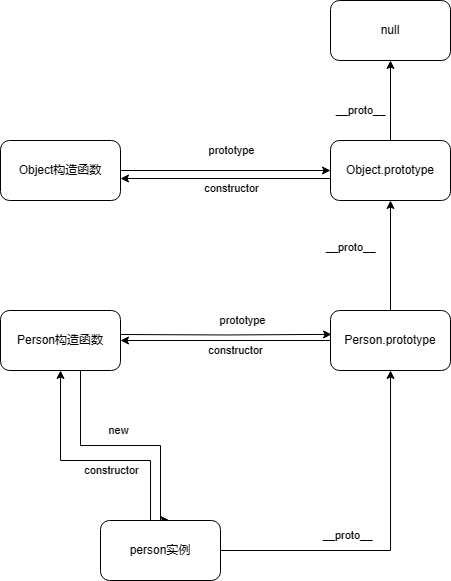 null
__proto__
prototype
Object构造函数
Object.prototype
constructor
__proto__
prototype
Person构造函数
Person.prototype
constructor
new
constructor
__proto__
person实例